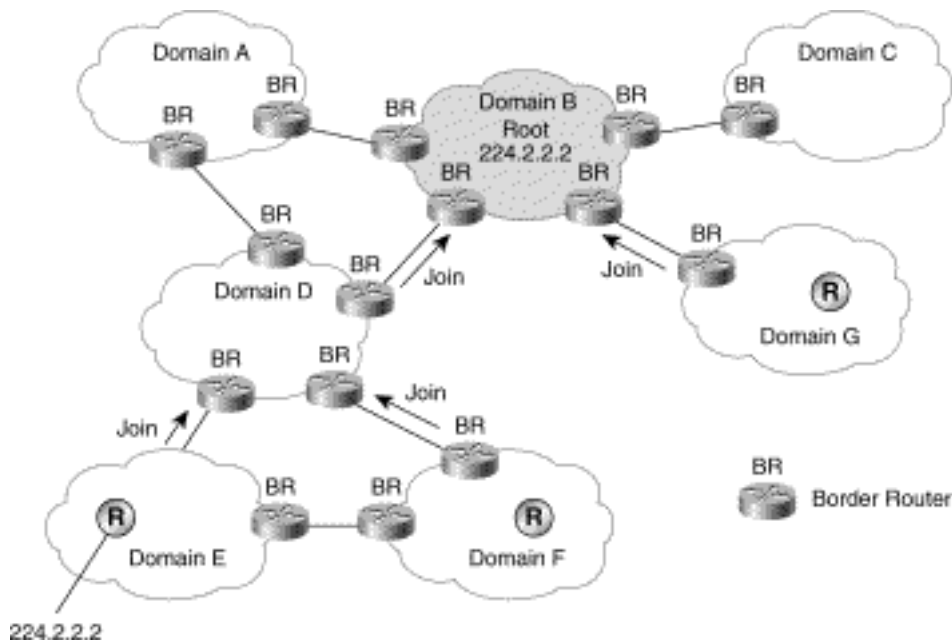 Domain A
Domain C
BR
BR
BR
BR
BR
BR
Domain B
Root
224.2.2.2
BR
BR
BR
BR
BR
Join
Join
Domain D
R
Domain G
BR
BR
Join
Join
BR
BR
BR
BR
Border Router
R
R
Domain E
Domain F
224.2.2.2